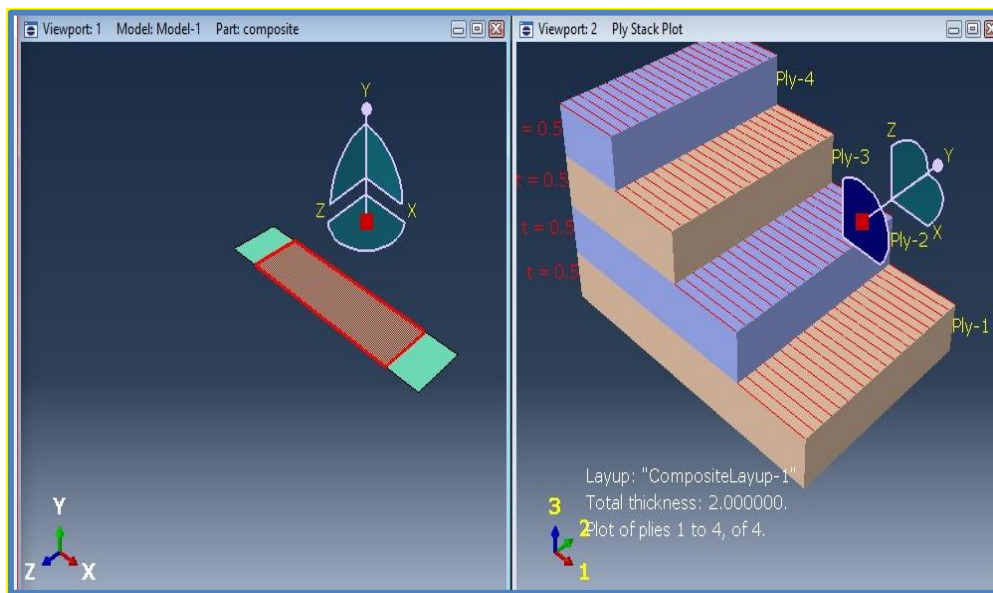 Viewport: 1 Model: Model-1 Part: composite
Y
Z
X
Y
Z
X
Viewport: 2 Ply Stack Plot
Ply-4
= 0.5
Z
Y
Ply-3
t = 0.5
X
Ply-2
t = 0.5
t = 0.5
Ply-1
Layup: "CompositeLayup-1"
Total thickness: 2.000000.
Plot of plies 1 to 4, of 4.
3
2
1